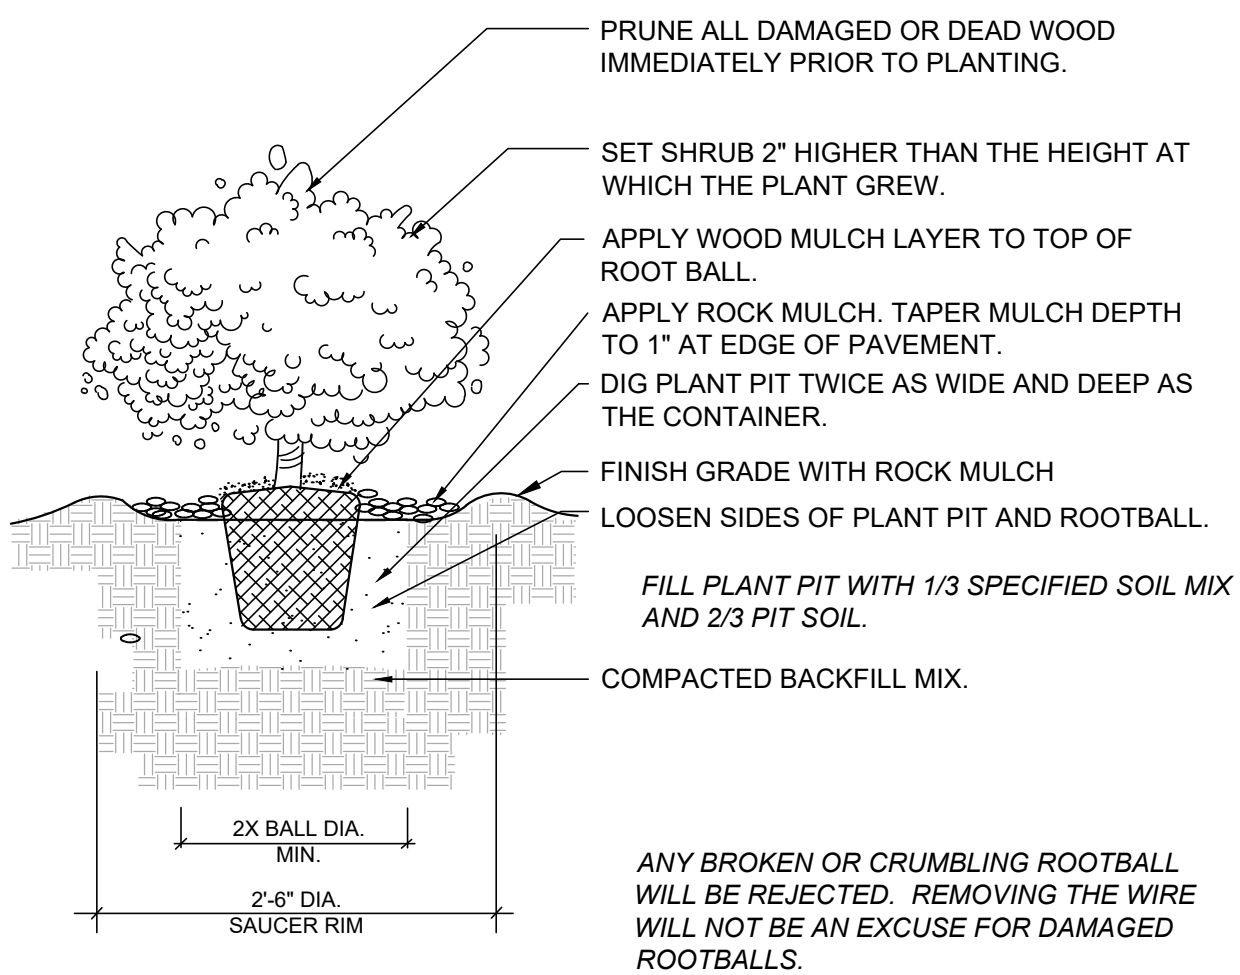 PRUNE ALL DAMAGED OR DEAD WOOD
IMMEDIATELY PRIOR TO PLANTING.
SET SHRUB 2" HIGHER THAN THE HEIGHT AT
WHICH THE PLANT GREW.
APPLY WOOD MULCH LAYER TO TOP OF
ROOT BALL.
APPLY ROCK MULCH. TAPER MULCH DEPTH
TO 1" AT EDGE OF PAVEMENT.
DIG PLANT PIT TWICE AS WIDE AND DEEP AS
THE CONTAINER.
FINISH GRADE WITH ROCK MULCH
LOOSEN SIDES OF PLANT PIT AND ROOTBALL.
FILL PLANT PIT WITH 1/3 SPECIFIED SOIL MIX
AND 2/3 PIT SOIL.
COMPACTED BACKFILL MIX.
2X BALL DIA.
MIN.
2'-6" DIA.
SAUCER RIM
ANY BROKEN OR CRUMBLING ROOTBALL
WILL BE REJECTED. REMOVING THE WIRE
WILL NOT BE AN EXCUSE FOR DAMAGED
ROOTBALLS.